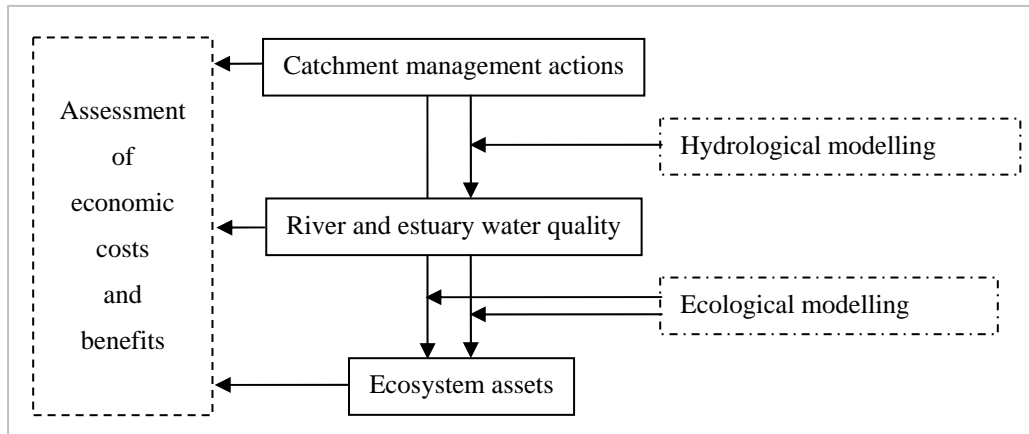 Catchment management actions
Assessment
of
economic
costs
and
benefits
Hydrological modelling
River and estuary water quality
Ecological modelling
Ecosystem assets